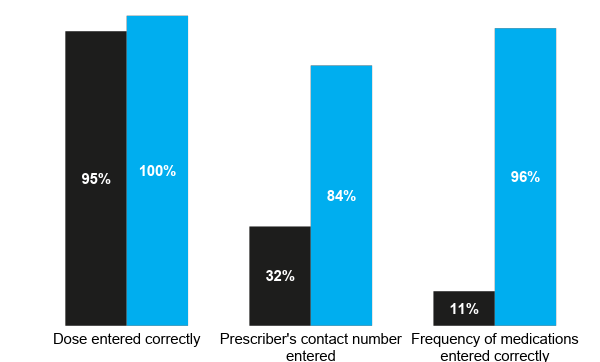 95%
100%
32%
84%
11%
96%
Dose entered correctly
Prescriber's contact number
entered
Frequency of medications
entered correctly